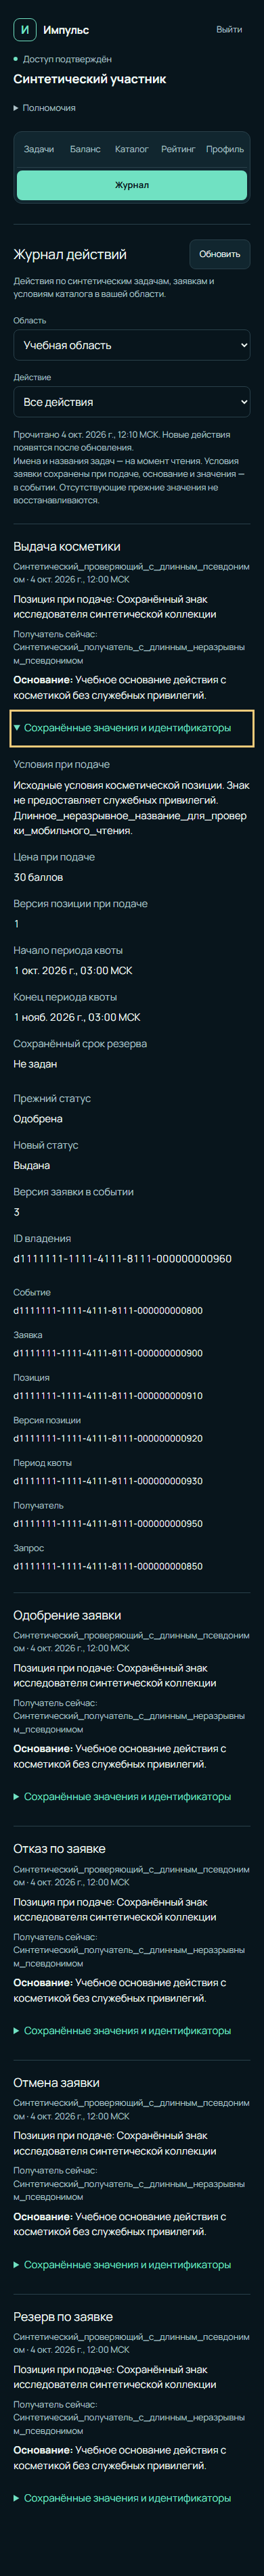 И Импульс Выйти
Доступ подтверждён
Синтетический участник
Полномочия
Задачи Баланс Каталог Рейтинг Профиль
Журнал
Журнал действий Обновить
Действия по синтетическим задачам, заявкам и
условиям каталога в вашей области.
Область
Учебная область
Действие
Все действия
Прочитано 4 окт. 2026 г., 12:10 МСК. Новые действия
появятся после обновления.
Имена и названия задач — на момент чтения. Условия
заявки сохранены при подаче, основание и значения —
в событии. Отсутствующие прежние значения не
восстанавливаются.
Выдача косметики
Синтетический_проверяющий_с_длинным_псевдоним
ом · 4 окт. 2026 г., 12:00 МСК
Позиция при подаче: Сохранённый знак
исследователя синтетической коллекции
Получатель сейчас:
Синтетический_получатель_с_длинным_неразрывны
м_псевдонимом
Основание: Учебное основание действия с
косметикой без служебных привилегий.
Сохранённые значения и идентификаторы
Условия при подаче
Исходные условия косметической позиции. Знак
не предоставляет служебных привилегий.
Длинное_неразрывное_название_для_провер
ки_мобильного_чтения.
Цена при подаче
30 баллов
Версия позиции при подаче
1
Начало периода квоты
1 окт. 2026 г., 03:00 МСК
Конец периода квоты
1 нояб. 2026 г., 03:00 МСК
Сохранённый срок резерва
Не задан
Прежний статус
Одобрена
Новый статус
Выдана
Версия заявки в событии
3
ID владения
d1111111-1111-4111-8111-000000000960
Событие
d1111111-1111-4111-8111-000000000800
Заявка
d1111111-1111-4111-8111-000000000900
Позиция
d1111111-1111-4111-8111-000000000910
Версия позиции
d1111111-1111-4111-8111-000000000920
Период квоты
d1111111-1111-4111-8111-000000000930
Получатель
d1111111-1111-4111-8111-000000000950
Запрос
d1111111-1111-4111-8111-000000000850
Одобрение заявки
Синтетический_проверяющий_с_длинным_псевдоним
ом · 4 окт. 2026 г., 12:00 МСК
Позиция при подаче: Сохранённый знак
исследователя синтетической коллекции
Получатель сейчас:
Синтетический_получатель_с_длинным_неразрывны
м_псевдонимом
Основание: Учебное основание действия с
косметикой без служебных привилегий.
Сохранённые значения и идентификаторы
Отказ по заявке
Синтетический_проверяющий_с_длинным_псевдоним
ом · 4 окт. 2026 г., 12:00 МСК
Позиция при подаче: Сохранённый знак
исследователя синтетической коллекции
Получатель сейчас:
Синтетический_получатель_с_длинным_неразрывны
м_псевдонимом
Основание: Учебное основание действия с
косметикой без служебных привилегий.
Сохранённые значения и идентификаторы
Отмена заявки
Синтетический_проверяющий_с_длинным_псевдоним
ом · 4 окт. 2026 г., 12:00 МСК
Позиция при подаче: Сохранённый знак
исследователя синтетической коллекции
Получатель сейчас:
Синтетический_получатель_с_длинным_неразрывны
м_псевдонимом
Основание: Учебное основание действия с
косметикой без служебных привилегий.
Сохранённые значения и идентификаторы
Резерв по заявке
Синтетический_проверяющий_с_длинным_псевдоним
ом · 4 окт. 2026 г., 12:00 МСК
Позиция при подаче: Сохранённый знак
исследователя синтетической коллекции
Получатель сейчас:
Синтетический_получатель_с_длинным_неразрывны
м_псевдонимом
Основание: Учебное основание действия с
косметикой без служебных привилегий.
Сохранённые значения и идентификаторы